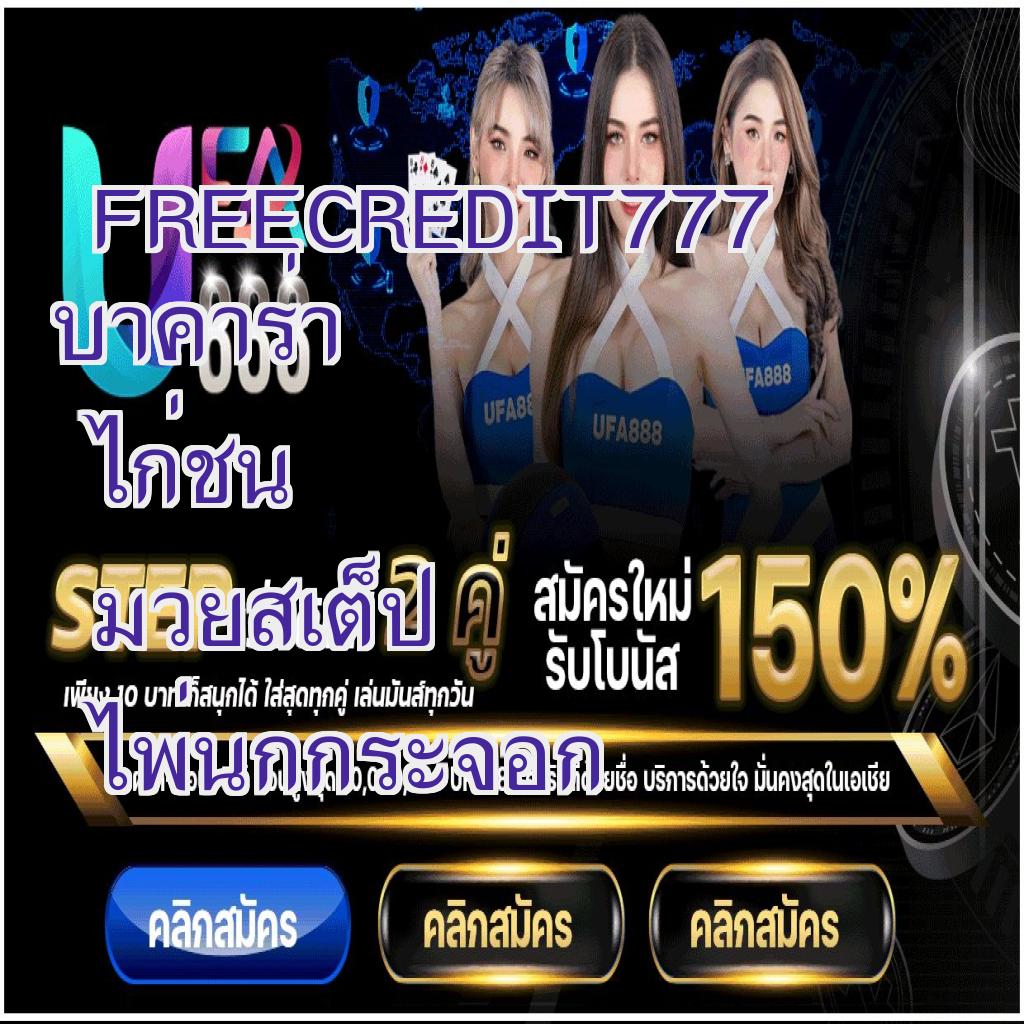 UFA
888
FREECREDIT777
บาคาร่า
ไก่ชน
UFA888
UFA888
UFA888
STEP 2 คู่
มวยสเต็ป
สมัครใหม่
รับโบนัส
150%
เพียง 10 บาท ก็สนุกได้ ใส่สุดทุกคู่ เล่นมันส์ทุกวัน
ไพ่นกกระจอก
บริการด้วยใจ มั่นคงสุดในเอเชีย
คลิกสมัคร
คลิกสมัคร
คลิกสมัคร